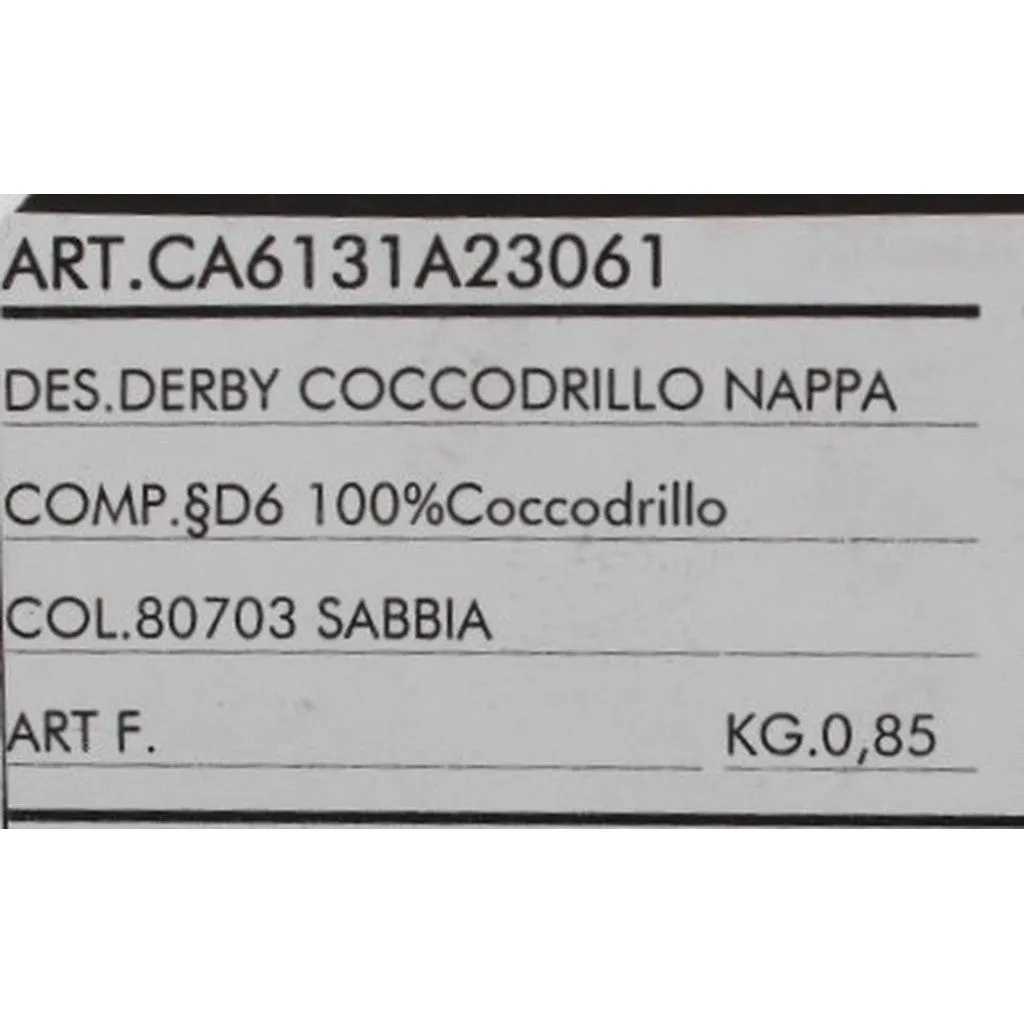 ART.CA6131A23061
DES.DERBY COCCODRILLO NAPPA
COMP.§D6 100%Coccodrillo
COL.80703 SABBIA
ART F. KG.0,85